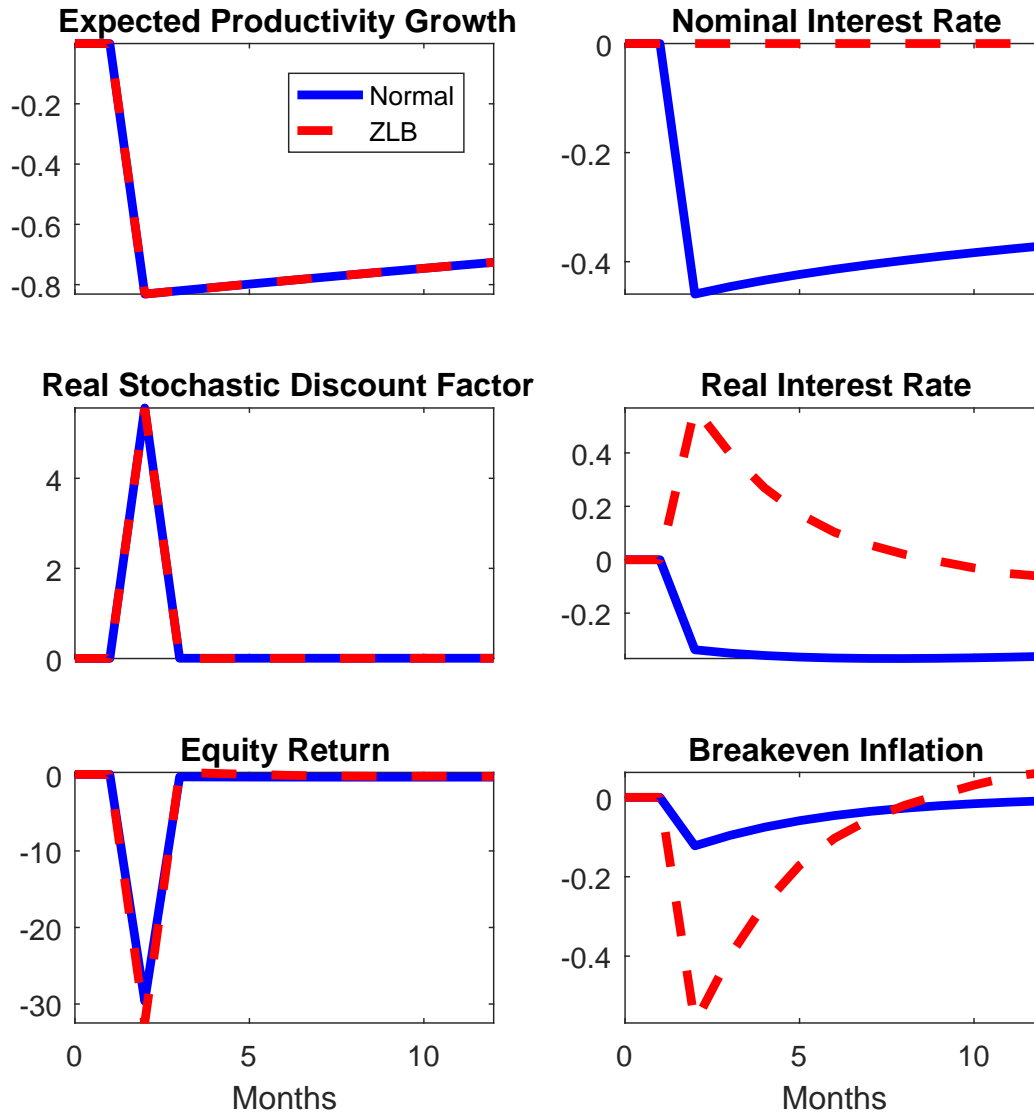 Expected Productivity Growth
-0.2
-0.4
-0.6
-0.8
Normal
ZLB
Nominal Interest Rate
0
-0.2
-0.4
Real Stochastic Discount Factor
4
2
0
5
10
Real Interest Rate
0.4
0.2
0
-0.2
Equity Return
0
-10
-20
-30
0
5
10
Months
Breakeven Inflation
0
-0.2
-0.4
0
5
10
Months